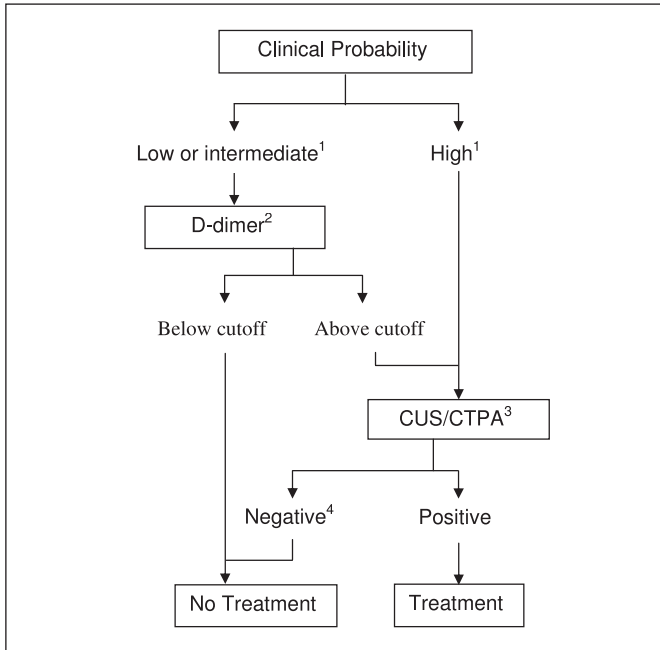 Clinical Probability
Low or intermediate¹
High¹
D-dimer²
Below cutoff
Above cutoff
CUS/CTPA³
Negative⁴
Positive
No Treatment
Treatment